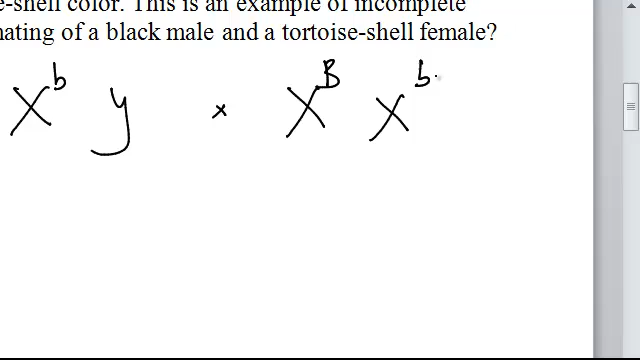 e-shell color. This is an example of incomplete
nating of a black male and a tortoise-shell female?
X^b y × X^B X^b